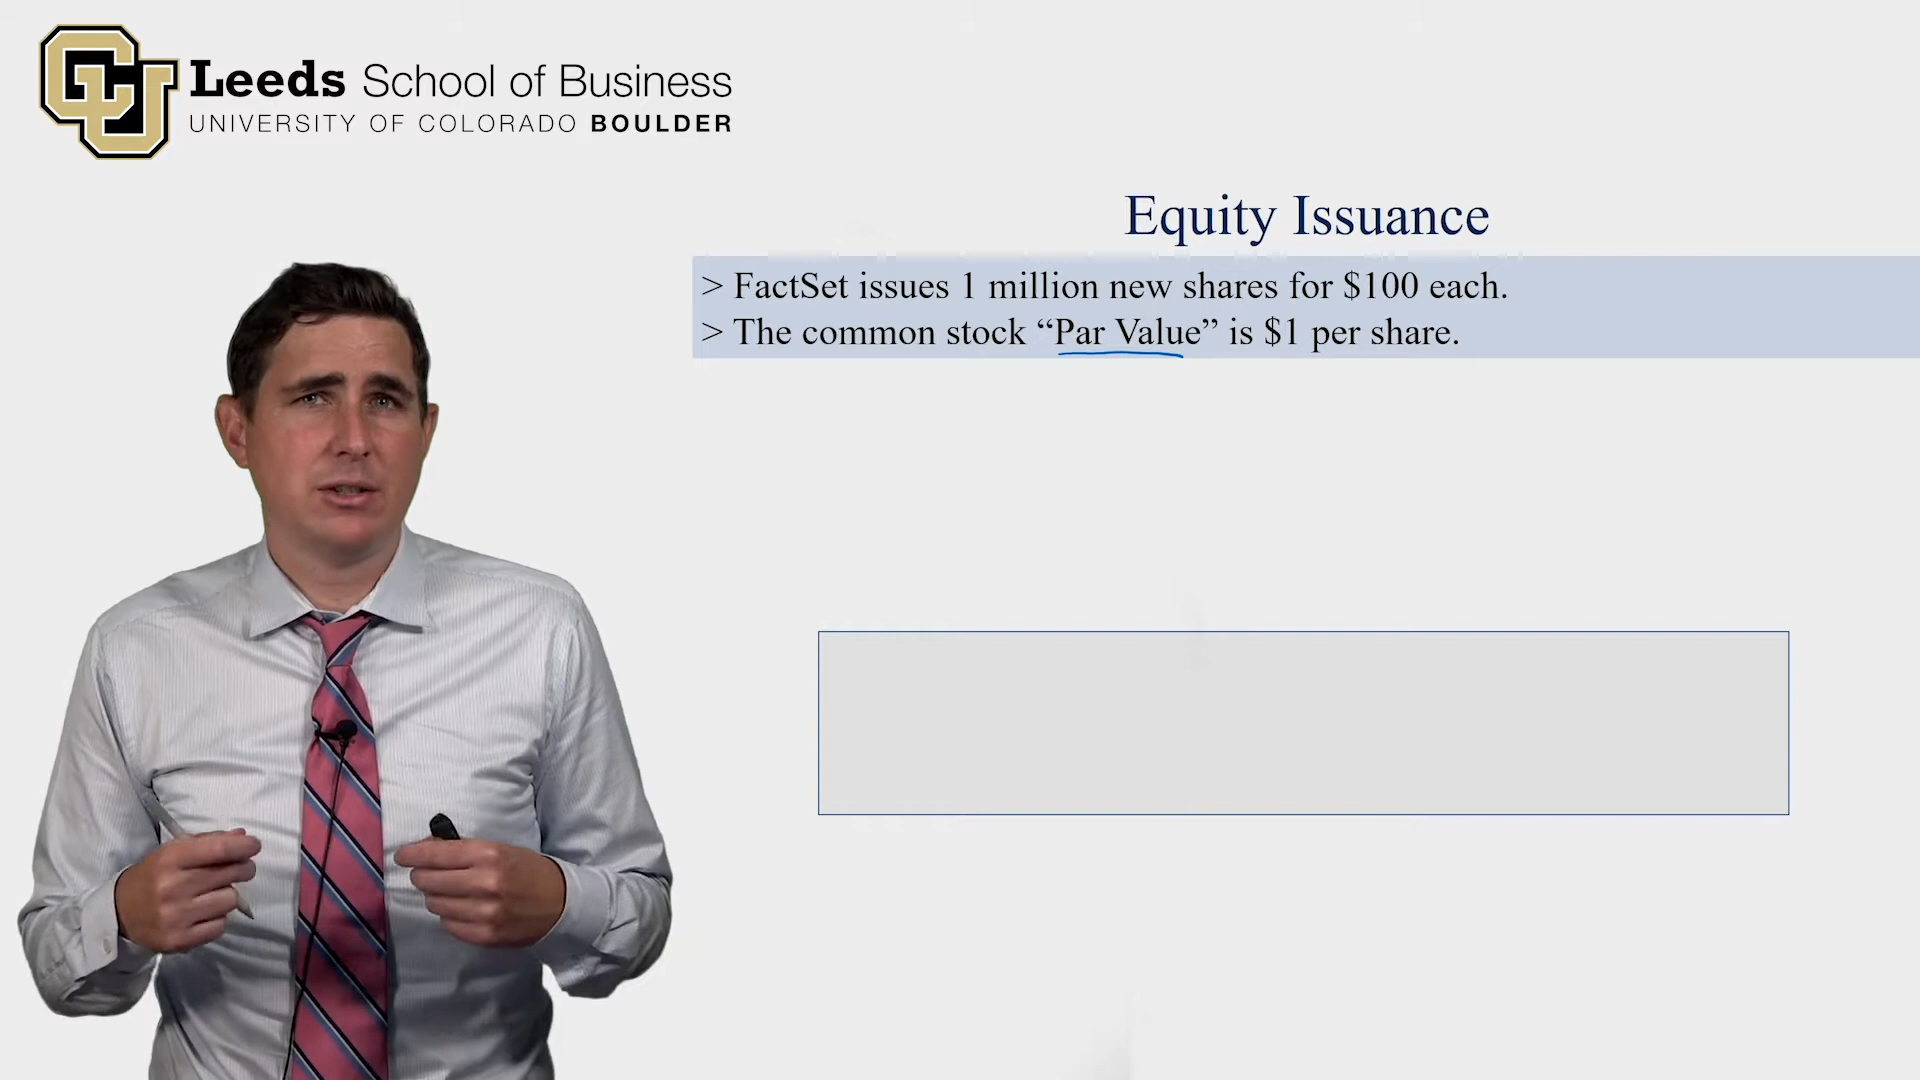 Leeds School of Business
UNIVERSITY OF COLORADO BOULDER
Equity Issuance
> FactSet issues 1 million new shares for $100 each.
> The common stock “Par Value” is $1 per share.